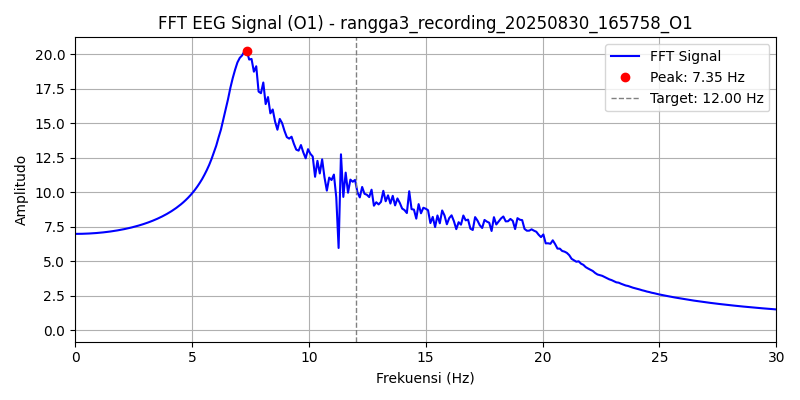 FFT EEG Signal (O1) - rangga3_recording_20250830_165758_O1
FFT Signal
Peak: 7.35 Hz
Target: 12.00 Hz
Amplitudo
20.0
17.5
15.0
12.5
10.0
7.5
5.0
2.5
0.0
0 5 10 15 20 25 30
Frekuensi (Hz)